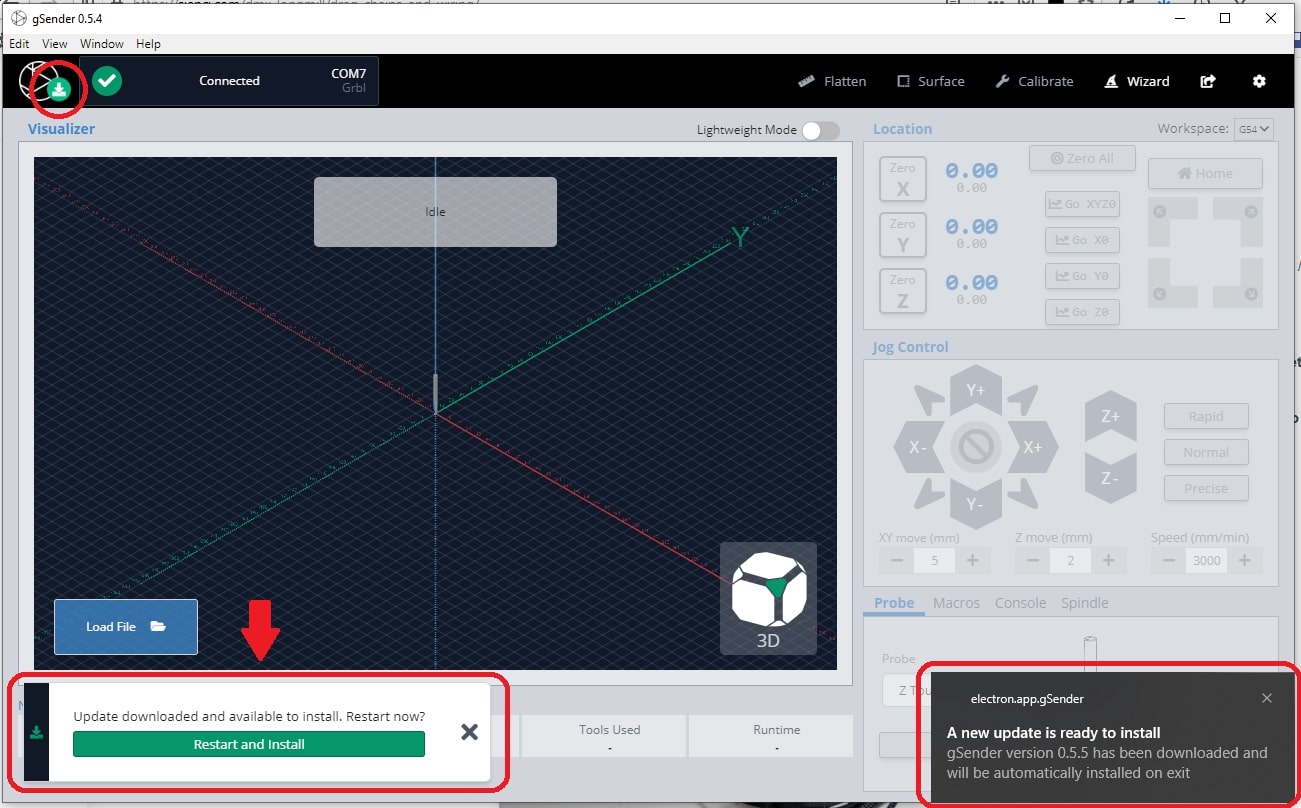 gSender 0.5.4
Edit View Window Help
Connected
COM7
Grbl
Flatten
Surface
Calibrate
Wizard
Visualizer
Lightweight Mode
Idle
Y
Load File
3D
Update downloaded and available to install. Restart now?
Restart and Install
Tools Used
-
Runtime
-
Location
Workspace: G54
Zero X
0.00
0.00
Zero Y
0.00
0.00
Zero Z
0.00
0.00
Zero All
Go XYZ0
Go X0
Go Y0
Go Z0
Home
Jog Control
Y+
X-
X+
Y-
Z+
Z-
Rapid
Normal
Precise
XY move (mm)
5
Z move (mm)
2
Speed (mm/min)
3000
Probe Macros Console Spindle
Probe
electron.app.gSender
A new update is ready to install
gSender version 0.5.5 has been downloaded and
will be automatically installed on exit